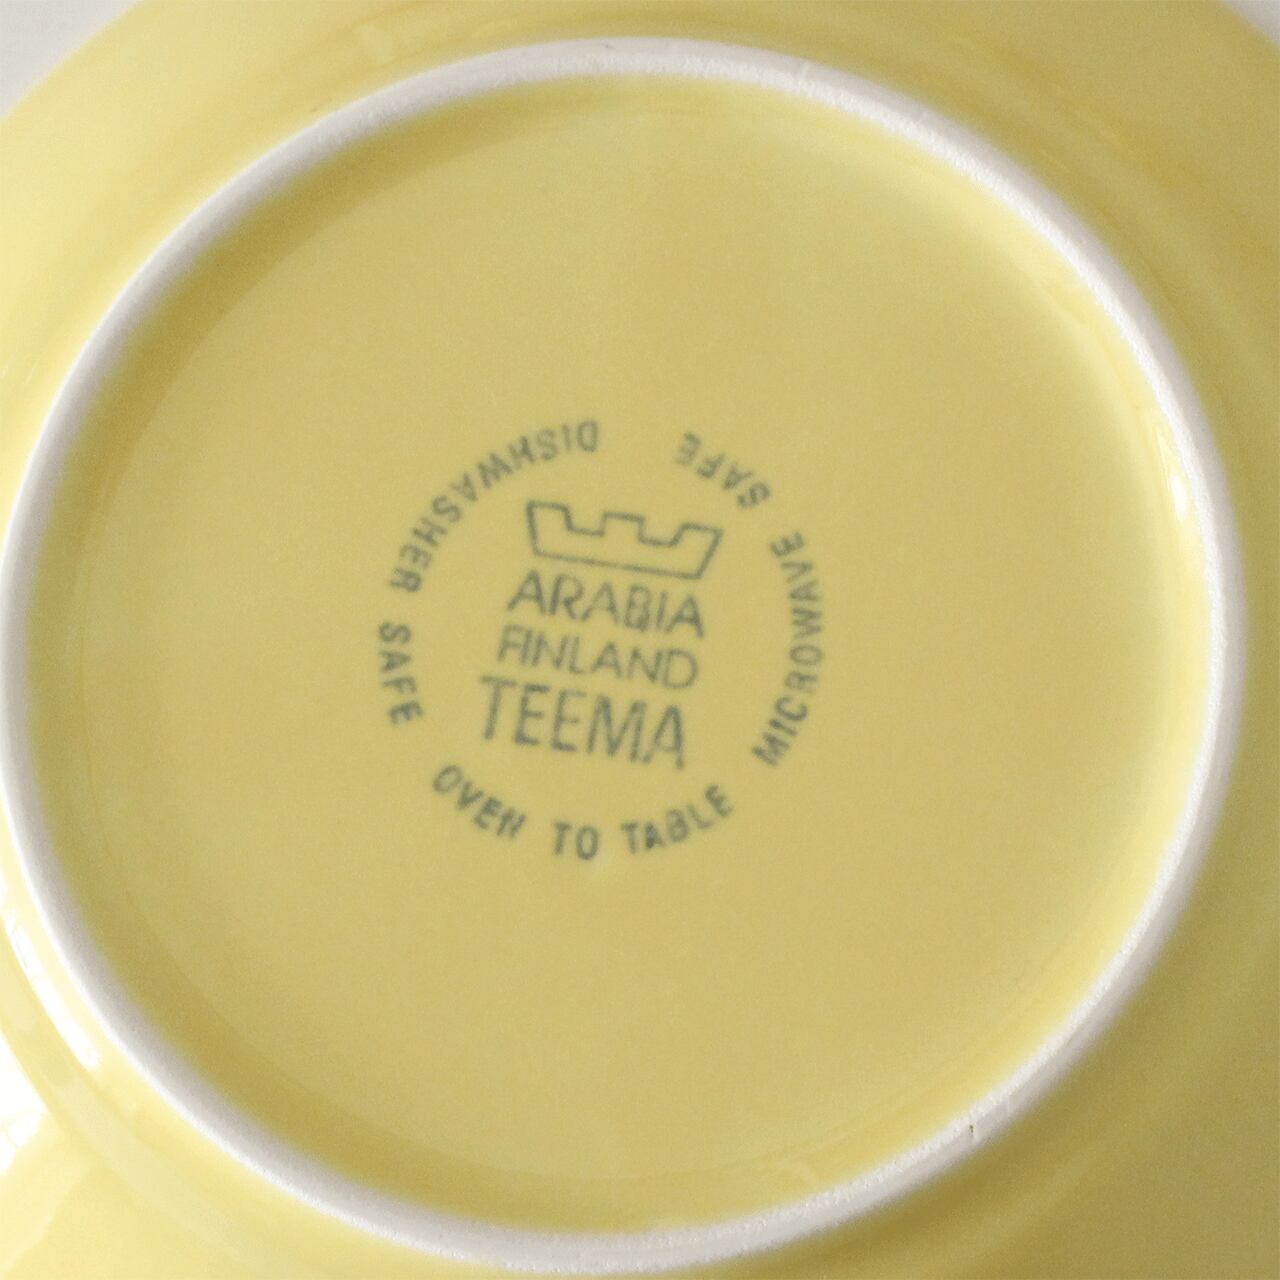 ARABIA
FINLAND
TEEMA
DISHWASHER SAFE
OVEN TO TABLE
MICROWAVE SAFE